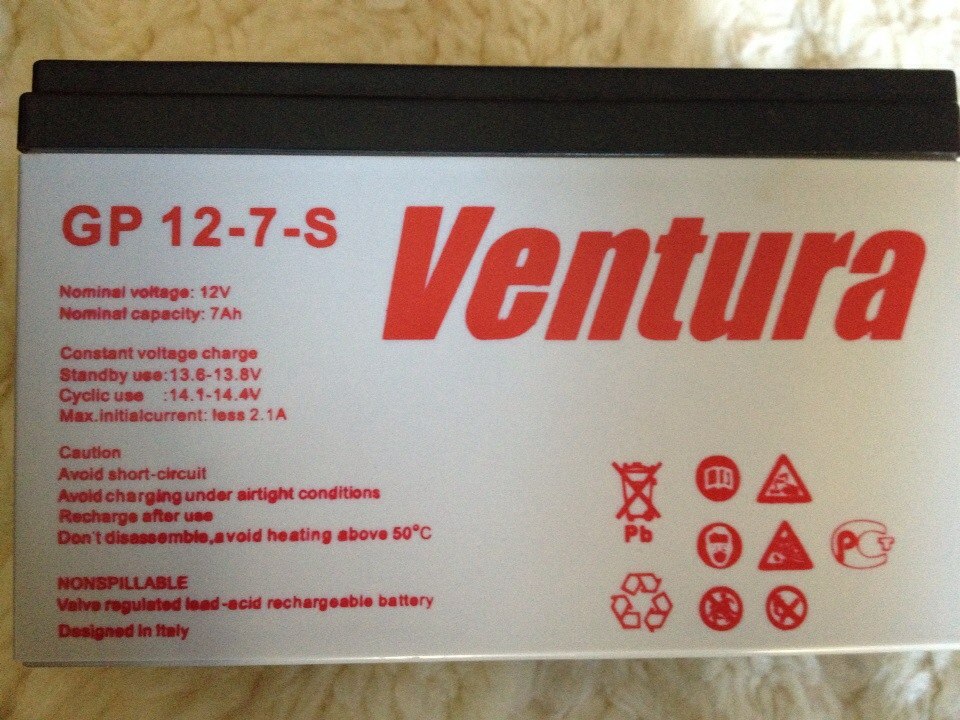 GP 12-7-S
Ventura
Nominal voltage: 12V
Nominal capacity: 7Ah
Constant voltage charge
Standby use:13.6-13.8V
Cyclic use :14.1-14.4V
Max.initialcurrent: less 2.1A
Caution
Avoid short-circuit
Avoid charging under airtight conditions
Recharge after use
Don't disassemble,avoid heating above 50°C
NONSPILLABLE
Valve regulated lead-acid rechargeable battery
Designed in Italy
Pb
PCT